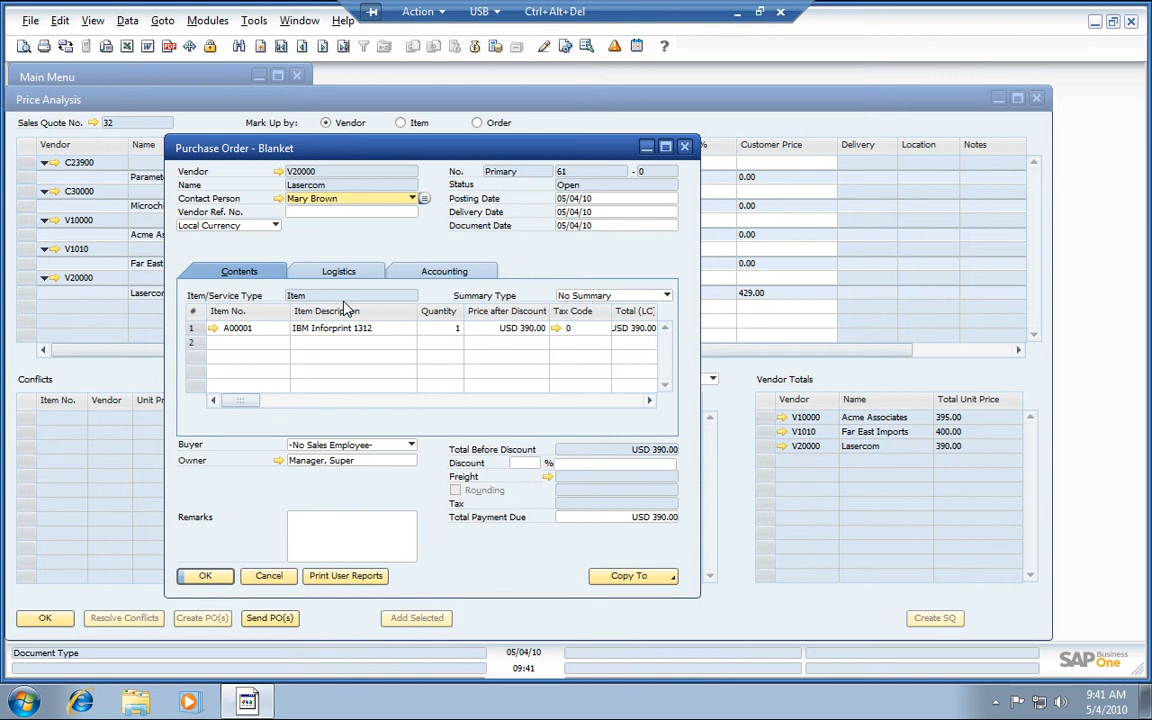 File Edit View Data Goto Modules Tools Window Help
Action USB Ctrl+Alt+Del
Main Menu
Price Analysis
Sales Quote No. 32 Mark Up by: Vendor Item Order
Vendor Name % Customer Price Delivery Location Notes
C23900
Paramet 0.00
C30000
Microch 0.00
V10000
Acme As 0.00
V1010
Far East 0.00
V20000
Laserco 429.00
Purchase Order - Blanket
Vendor V20000 No. Primary 61 - 0
Name Lasercom Status Open
Contact Person Mary Brown Posting Date 05/04/10
Vendor Ref. No. Delivery Date 05/04/10
Local Currency Document Date 05/04/10
Contents Logistics Accounting
Item/Service Type Item Summary Type No Summary
# Item No. Item Description Quantity Price after Discount Tax Code Total (LC)
1 A00001 IBM Inforprint 1312 1 USD 390.00 0 USD 390.00
2
Buyer -No Sales Employee- Total Before Discount USD 390.00
Owner Manager, Super Discount %
Freight
Rounding
Tax
Remarks Total Payment Due USD 390.00
OK Cancel Print User Reports Copy To
Conflicts Vendor Totals
Item No. Vendor Unit Pri Vendor Name Total Unit Price
V10000 Acme Associates 395.00
V1010 Far East Imports 400.00
V20000 Lasercom 390.00
OK Resolve Conflicts Create PO(s) Send PO(s) Add Selected Create SQ
Document Type 05/04/10
09:41
SAP Business One
9:41 AM
5/4/2010